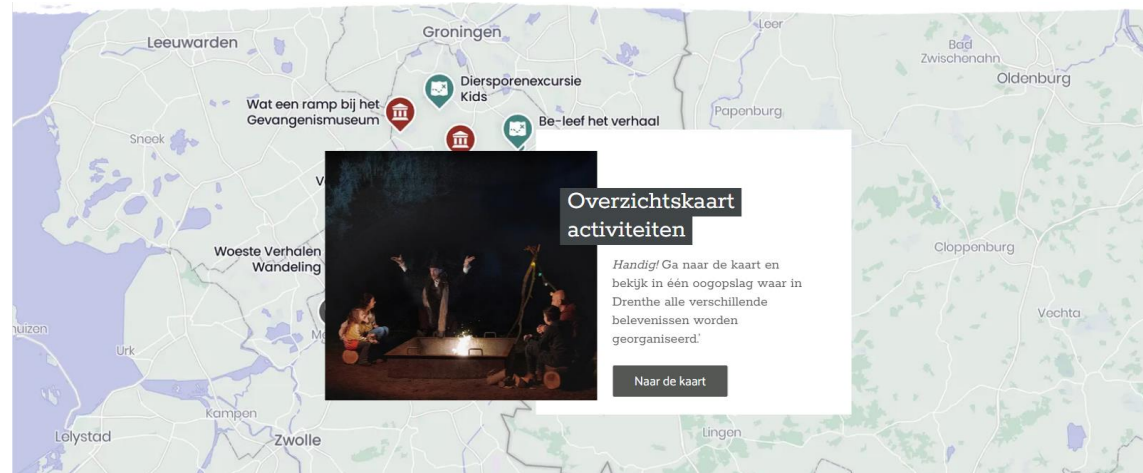 Leeuwarden
Groningen
Leer
Bad
Zwischenahn
Oldenburg
Diersporenexcursie
Kids
Wat een ramp bij het
Gevangenismuseum
Be-leef het verhaal
Papenburg
Sneek
Overzichtskaart
activiteiten
Woeste Verhalen
Wandeling
Handig! Ga naar de kaart en
bekijk in één oogopslag waar in
Drenthe alle verschillende
belevenissen worden
georganiseerd.'
Naar de kaart
Cloppenburg
Vechta
Urk
Kampen
Lelystad
Zwolle
Lingen